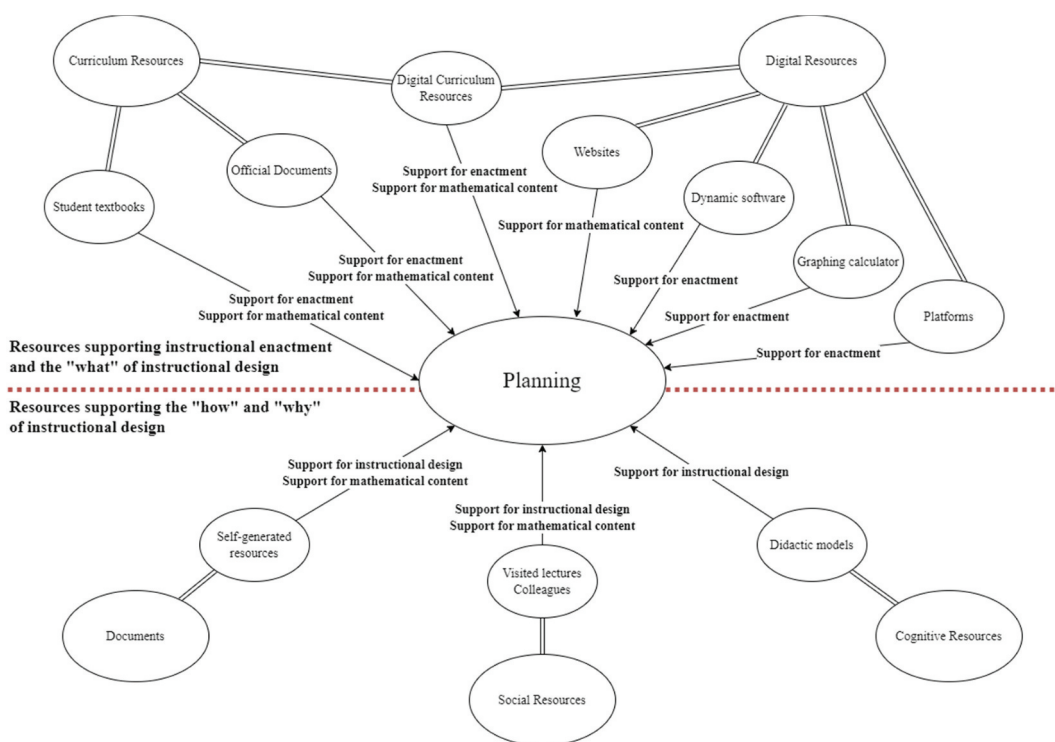 Curriculum Resources
Digital Curriculum
Resources
Digital Resources
Websites
Official Documents
Student textbooks
Dynamic software
Graphing calculator
Platforms
Support for enactment
Support for mathematical content
Support for mathematical content
Support for enactment
Support for mathematical content
Support for enactment
Support for enactment
Support for mathematical content
Support for enactment
Support for enactment
Resources supporting instructional enactment
and the "what" of instructional design
Planning
Resources supporting the "how" and "why"
of instructional design
Support for instructional design
Support for mathematical content
Support for instructional design
Support for mathematical content
Support for instructional design
Self-generated
resources
Visited lectures
Colleagues
Didactic models
Documents
Social Resources
Cognitive Resources